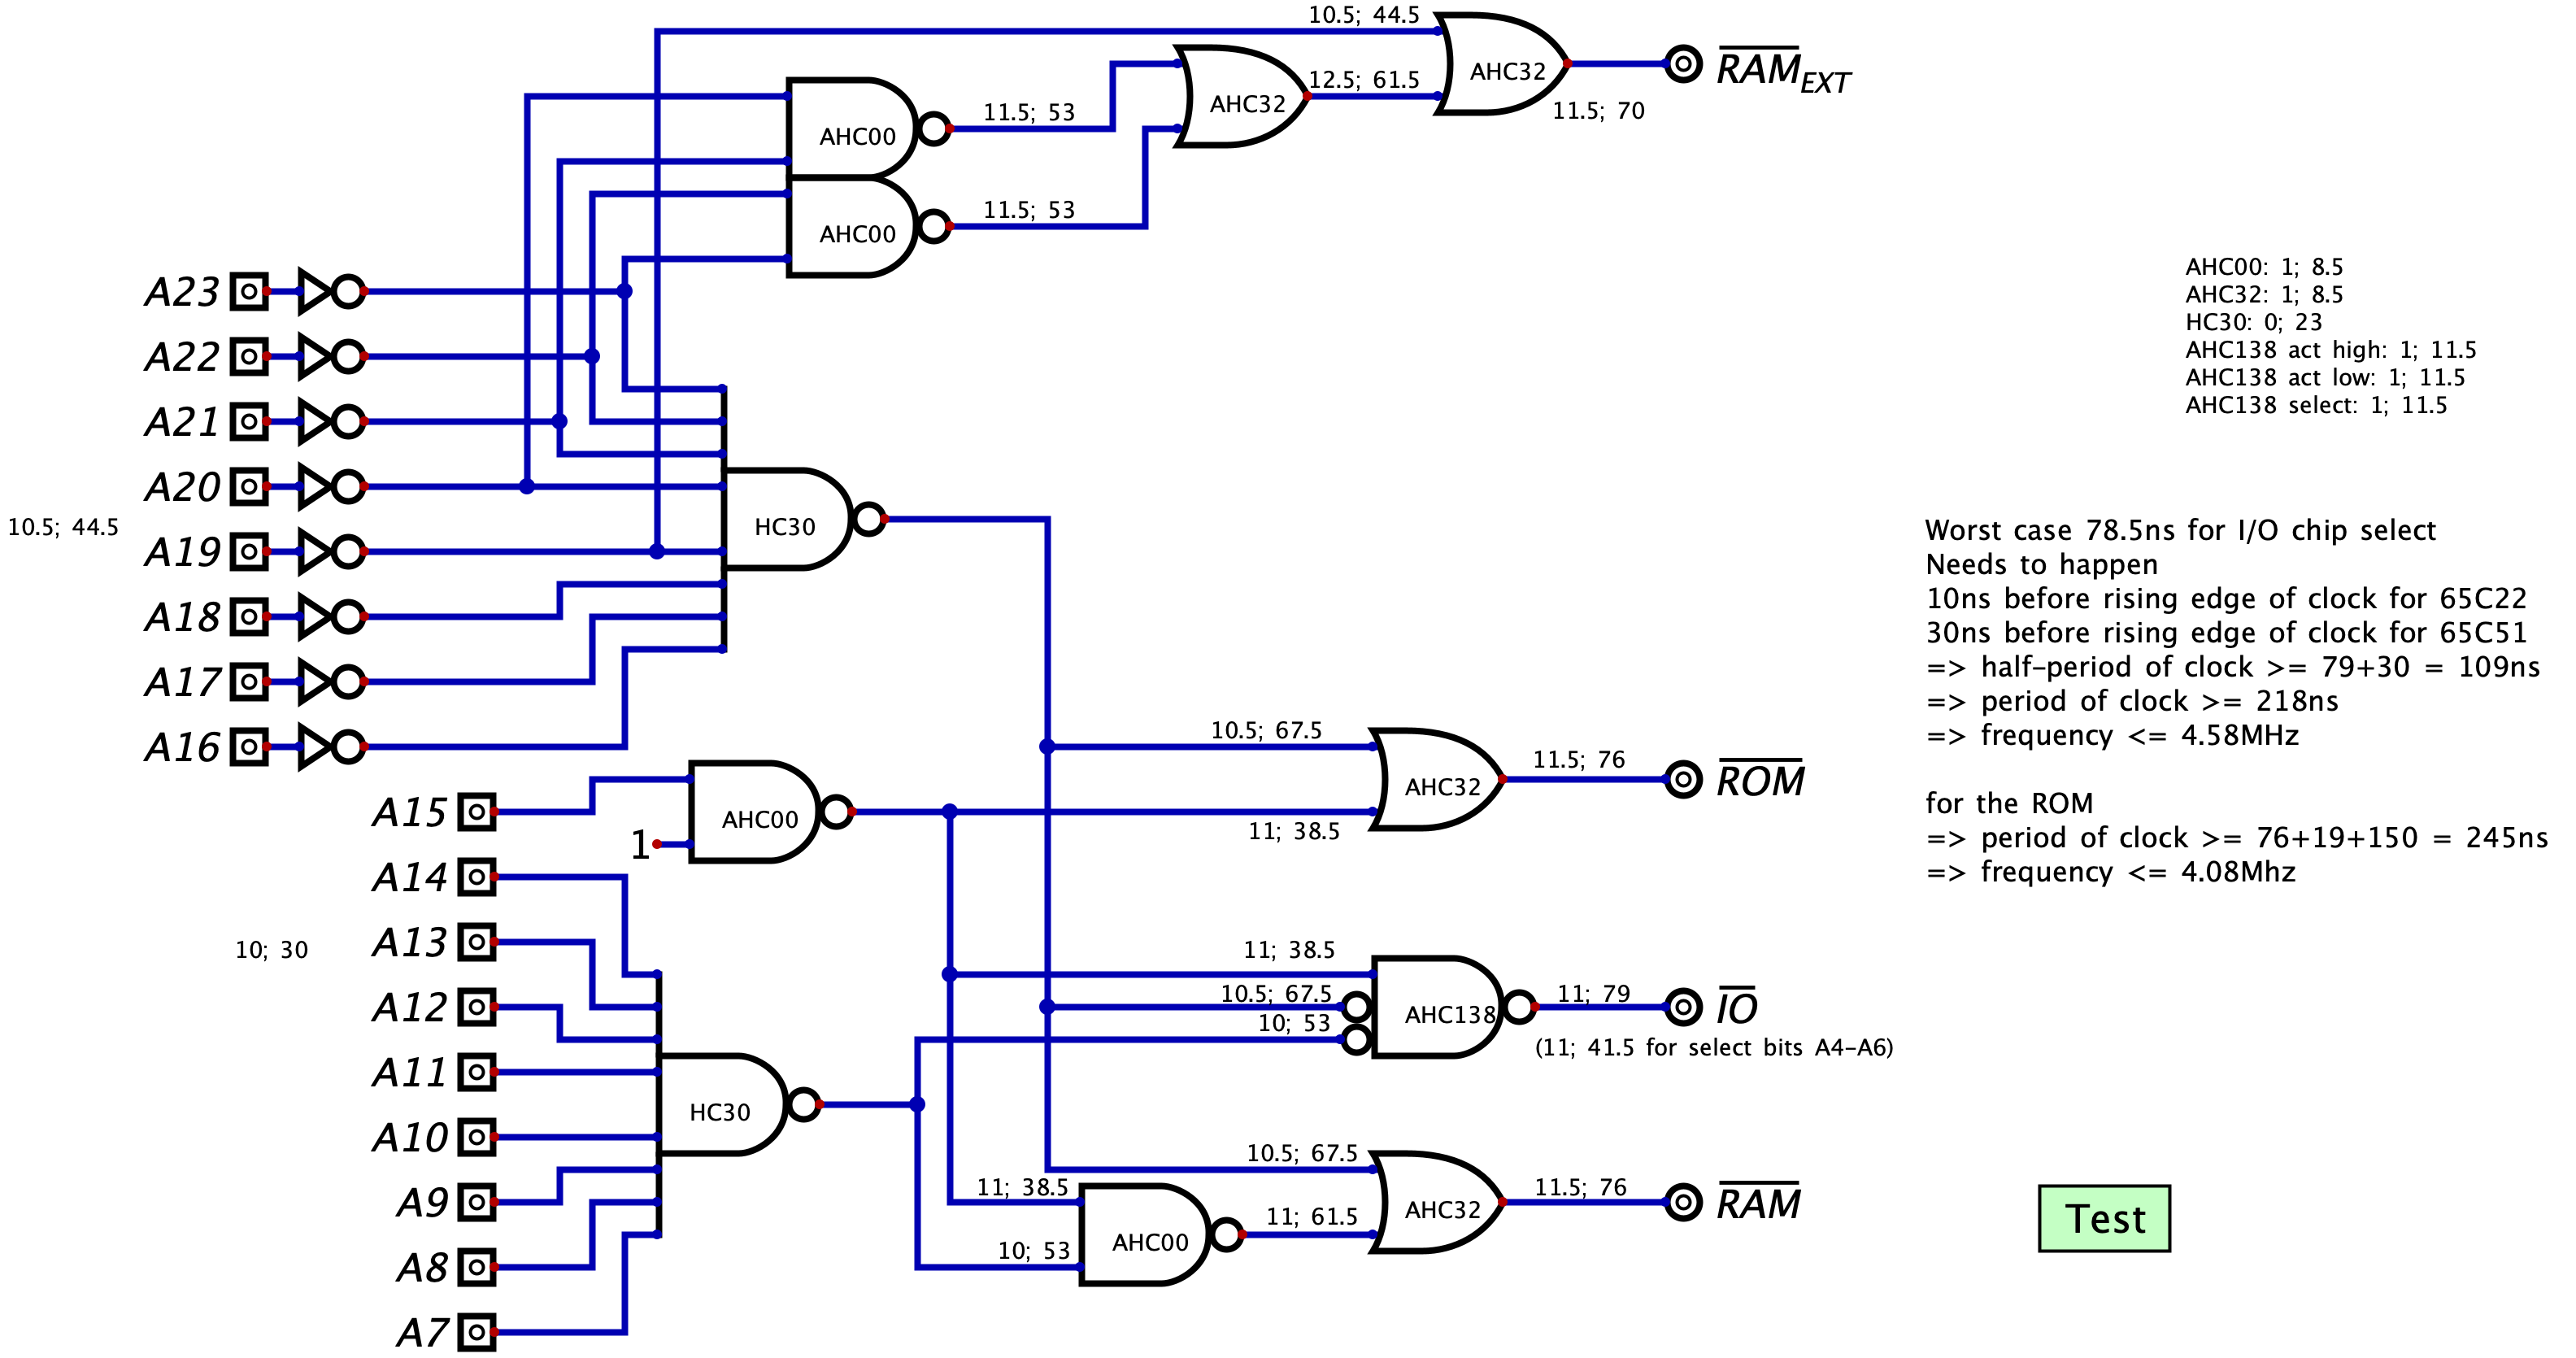 10.5; 44.5
AHC32
RAM EXT
12.5; 61.5
AHC32
11.5; 70
AHC00
11.5; 53
AHC00
11.5; 53
AHC00: 1; 8.5
AHC32: 1; 8.5
HC30: 0; 23
AHC138 act high: 1; 11.5
AHC138 act low: 1; 11.5
AHC138 select: 1; 11.5
A23
A22
A21
A20
10.5; 44.5
A19
A18
A17
A16
HC30
Worst case 78.5ns for I/O chip select
Needs to happen
10ns before rising edge of clock for 65C22
30ns before rising edge of clock for 65C51
=> half-period of clock >= 79+30 = 109ns
=> period of clock >= 218ns
=> frequency <= 4.58MHz
for the ROM
=> period of clock >= 76+19+150 = 245ns
=> frequency <= 4.08Mhz
A15
1
AHC00
10.5; 67.5
11; 38.5
AHC32
11.5; 76
ROM
A14
A13
10; 30
A12
A11
A10
A9
A8
A7
HC30
11; 38.5
10.5; 67.5
10; 53
AHC138
11; 79
IO
(11; 41.5 for select bits A4-A6)
10.5; 67.5
11; 38.5
10; 53
AHC00
11; 61.5
AHC32
11.5; 76
RAM
Test